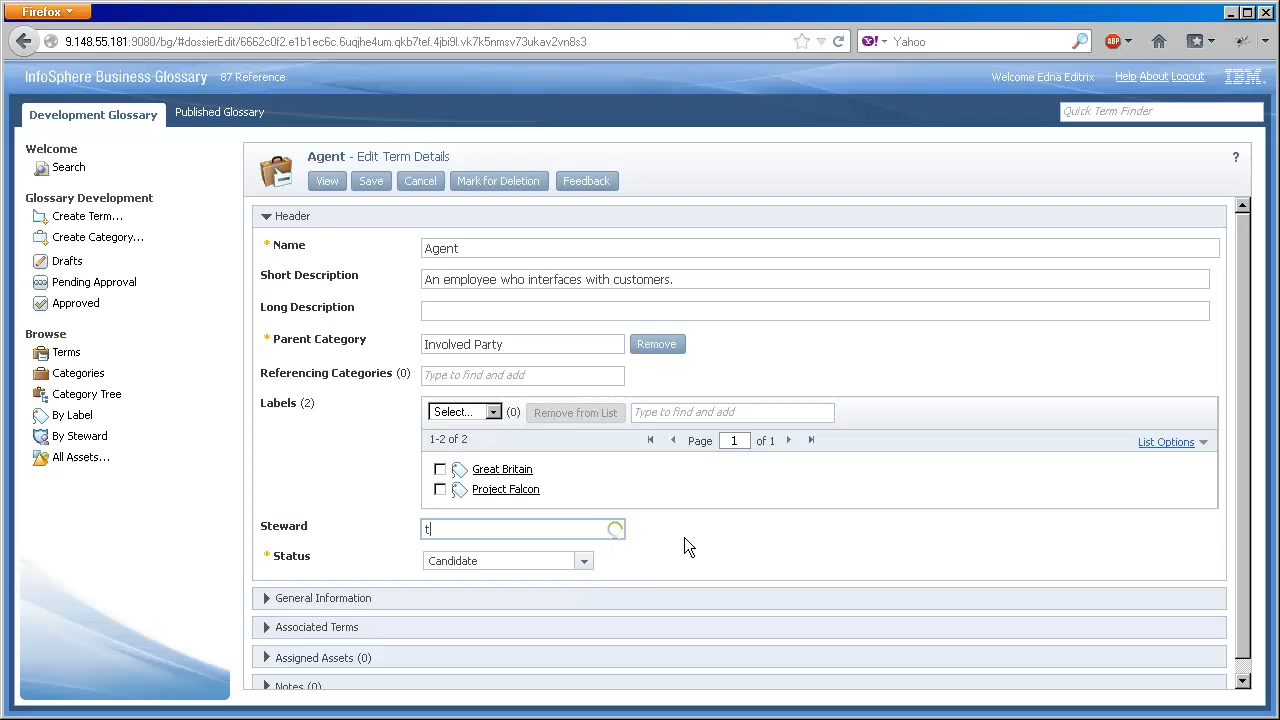 Firefox
9.148.55.181:9080/bg/#dossierEdit/6662c0f2.e1b1ec6c.6uqjhe4um.qkb7tef.4jbi9l.vk7k5nmsv73ukav2vn8s3
Yahoo
ABP
InfoSphere Business Glossary 87 Reference
Welcome Edna Editrix Help About Logout IBM.
Development Glossary Published Glossary
Quick Term Finder
Welcome
Search
Glossary Development
Create Term...
Create Category...
Drafts
Pending Approval
Approved
Browse
Terms
Categories
Category Tree
By Label
By Steward
All Assets...
Agent - Edit Term Details
?
View Save Cancel Mark for Deletion Feedback
Header
* Name Agent
Short Description An employee who interfaces with customers.
Long Description
* Parent Category Involved Party Remove
Referencing Categories (0) Type to find and add
Labels (2) Select... (0) Remove from List Type to find and add
1-2 of 2 Page 1 of 1 List Options
Great Britain
Project Falcon
Steward t
* Status Candidate
General Information
Associated Terms
Assigned Assets (0)
Notes (0)